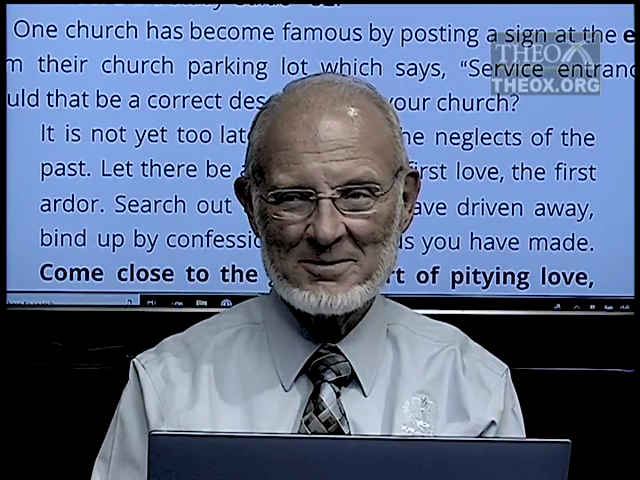 One church has become famous by posting a sign at the
m their church parking lot which says, "Service entranc
uld that be a correct des your church?
It is not yet too late he neglects of the
past. Let there be a first love, the first
ardor. Search out ave driven away,
bind up by confessi s you have made.
Come close to the rt of pitying love,
THEOX
THEOX.ORG